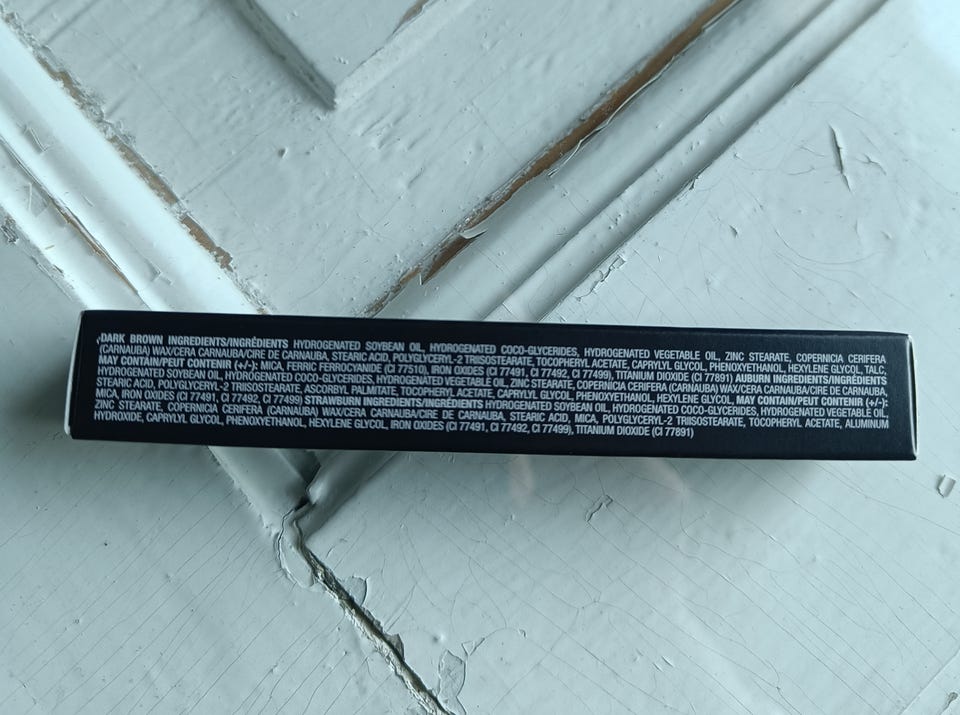 DARK BROWN INGREDIENTS/INGRÉDIENTS HYDROGENATED SOYBEAN OIL, HYDROGENATED COCO-GLYCERIDES, HYDROGENATED VEGETABLE OIL, ZINC STEARATE, COPERNICIA CERIFERA
(CARNAUBA) WAX/CERA CARNAUBA/CIRE DE CARNAUBA, STEARIC ACID, POLYGLYCERYL-2 TRIISOSTEARATE, TOCOPHERYL ACETATE, CAPRYLYL GLYCOL, PHENOXYETHANOL, HEXYLENE GLYCOL, TALC,
MAY CONTAIN/PEUT CONTENIR (+/-): MICA, FERRIC FERROCYANIDE (CI 77510), IRON OXIDES (CI 77491, CI 77492, CI 77499), TITANIUM DIOXIDE (CI 77891) AUBURN INGREDIENTS/INGRÉDIENTS
HYDROGENATED SOYBEAN OIL, HYDROGENATED COCO-GLYCERIDES, HYDROGENATED VEGETABLE OIL, ZINC STEARATE, COPERNICIA CERIFERA (CARNAUBA) WAX/CERA CARNAUBA/CIRE DE CARNAUBA,
STEARIC ACID, POLYGLYCERYL-2 TRIISOSTEARATE, ASCORBYL PALMITATE, TOCOPHERYL ACETATE, CAPRYLYL GLYCOL, PHENOXYETHANOL, HEXYLENE GLYCOL. MAY CONTAIN/PEUT CONTENIR (+/-):
MICA, IRON OXIDES (CI 77491, CI 77492, CI 77499) STRAWBURN INGREDIENTS/INGRÉDIENTS HYDROGENATED SOYBEAN OIL, HYDROGENATED COCO-GLYCERIDES, HYDROGENATED VEGETABLE OIL,
ZINC STEARATE, COPERNICIA CERIFERA (CARNAUBA) WAX/CERA CARNAUBA/CIRE DE CARNAUBA, STEARIC ACID, MICA, POLYGLYCERYL-2 TRIISOSTEARATE, TOCOPHERYL ACETATE, ALUMINUM
HYDROXIDE, CAPRYLYL GLYCOL, PHENOXYETHANOL, HEXYLENE GLYCOL, IRON OXIDES (CI 77491, CI 77492, CI 77499), TITANIUM DIOXIDE (CI 77891)